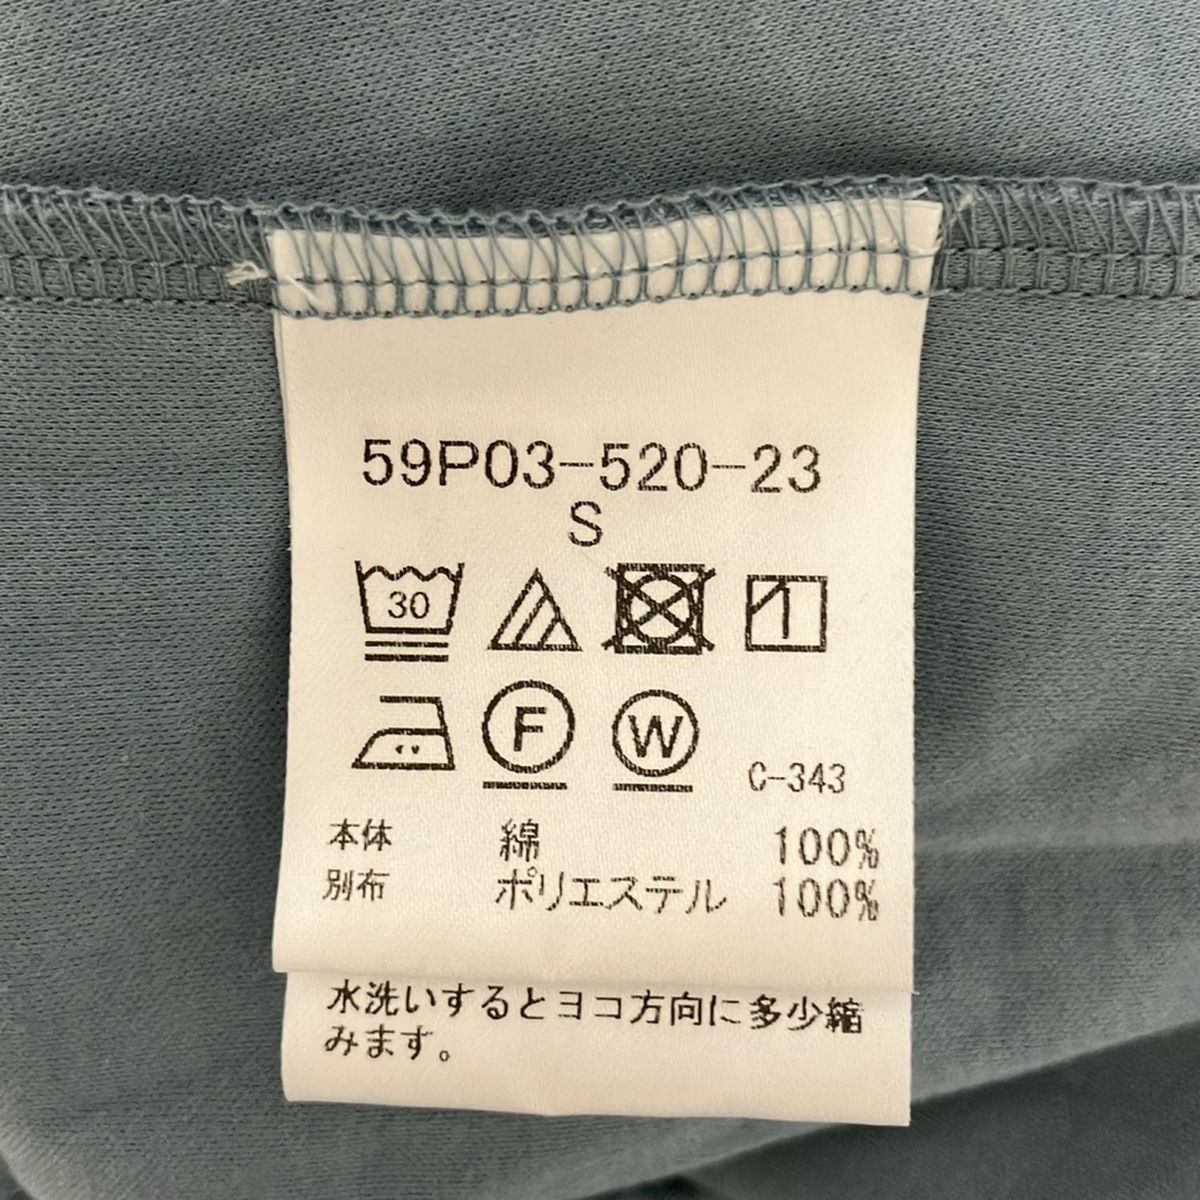 59P03-520-23
S
30
F W C-343
本体 綿 100%
別布 ポリエステル 100%
水洗いするとヨコ方向に多少縮
みます。